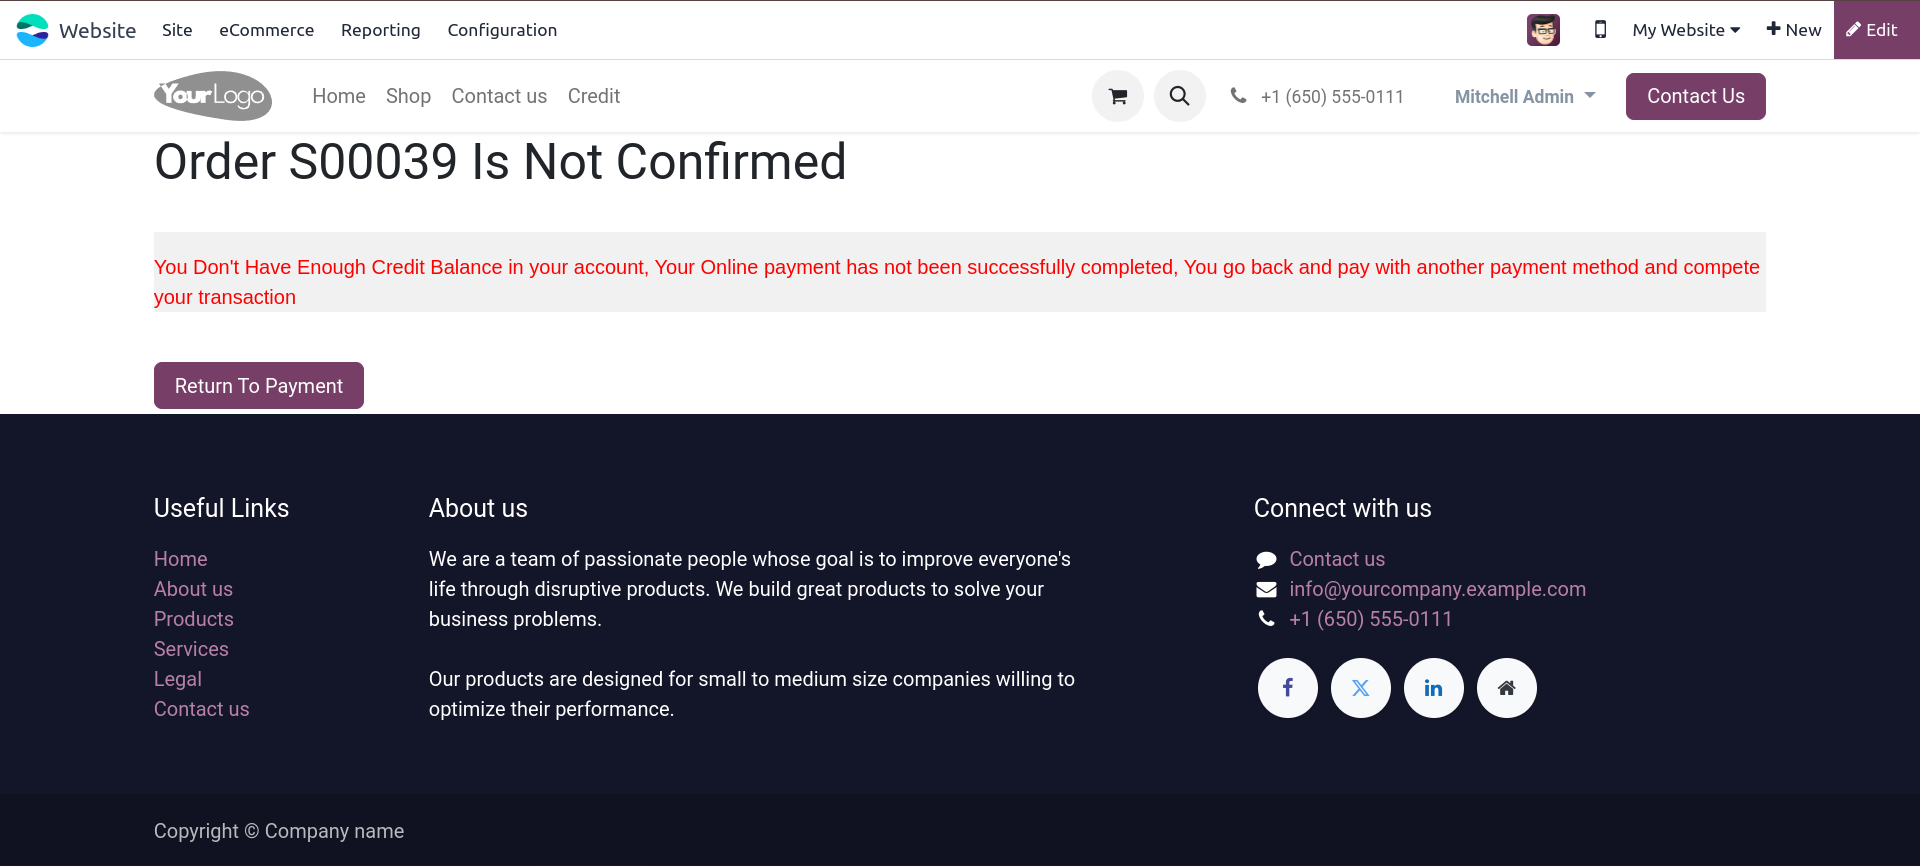 Website Site eCommerce Reporting Configuration My Website New Edit
YourLogo Home Shop Contact us Credit +1 (650) 555-0111 Mitchell Admin Contact Us
Order S00039 Is Not Confirmed
You Don't Have Enough Credit Balance in your account, Your Online payment has not been successfully completed, You go back and pay with another payment method and compete
your transaction
Return To Payment
Useful Links
Home
About us
Products
Services
Legal
Contact us
About us
We are a team of passionate people whose goal is to improve everyone's
life through disruptive products. We build great products to solve your
business problems.
Our products are designed for small to medium size companies willing to
optimize their performance.
Connect with us
Contact us
info@yourcompany.example.com
+1 (650) 555-0111
Copyright © Company name